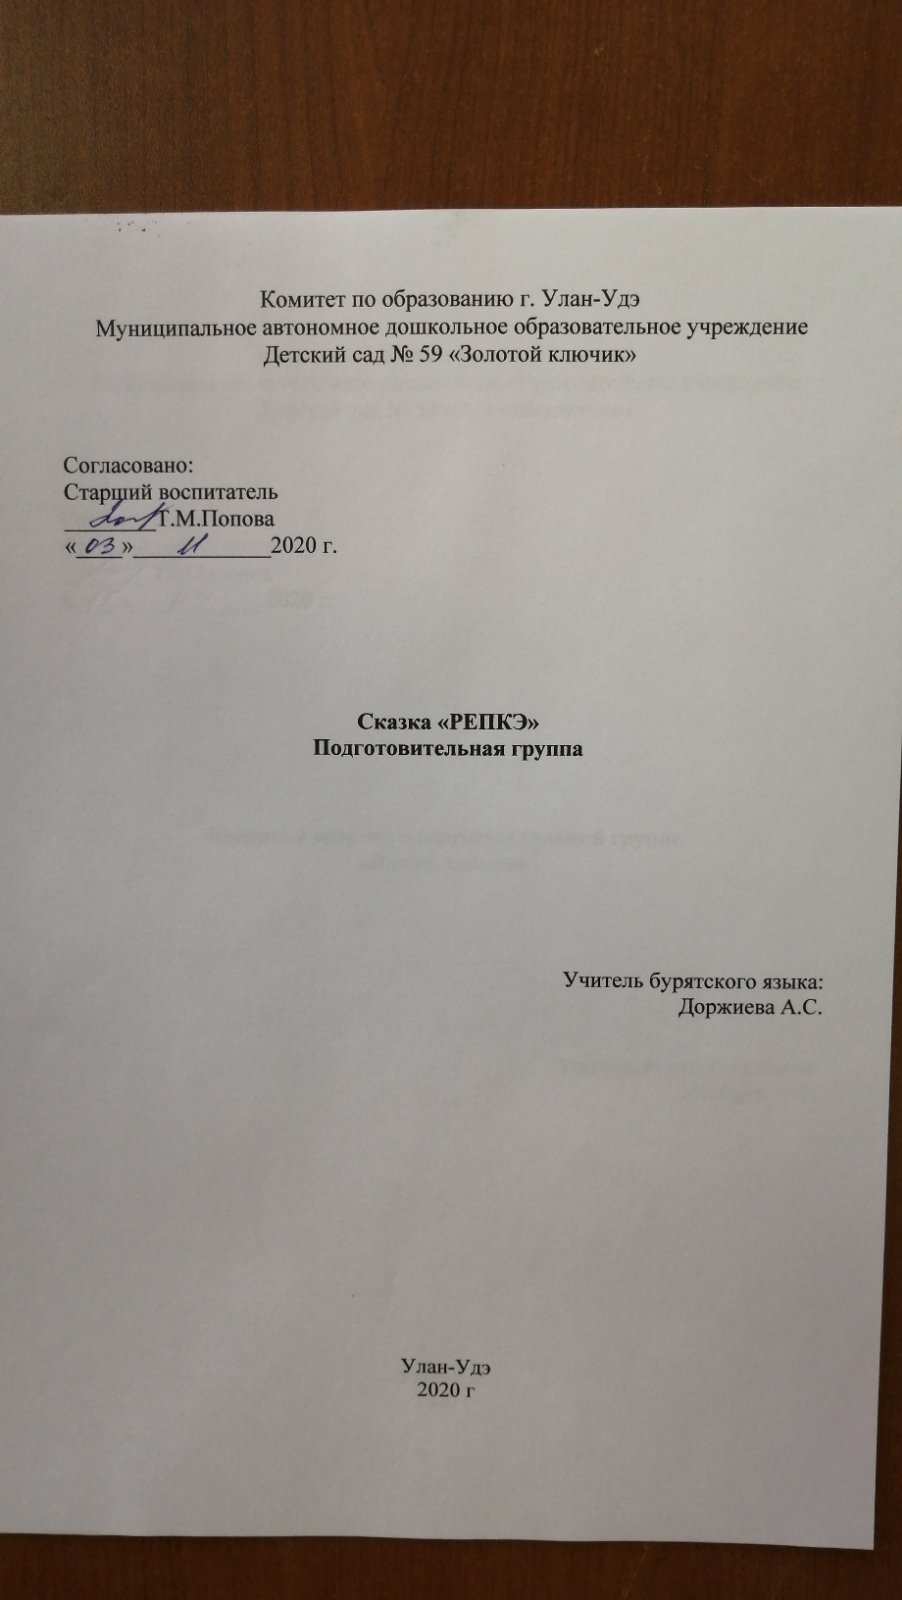 Комитет по образованию г. Улан-Удэ
Муниципальное автономное дошкольное образовательное учреждение
Детский сад № 59 «Золотой ключик»
Согласовано:
Старший воспитатель
Т.М.Попова
«03» 11 2020 г.
Сказка «РЕПКЭ»
Подготовительная группа
Учитель бурятского языка:
Доржиева А.С.
Улан-Удэ
2020 г